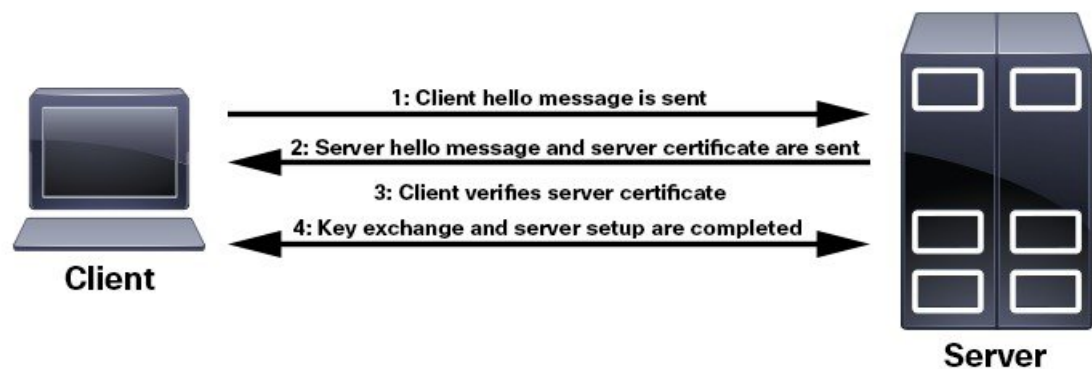 1: Client hello message is sent
2: Server hello message and server certificate are sent
3: Client verifies server certificate
4: Key exchange and server setup are completed
Client
Server